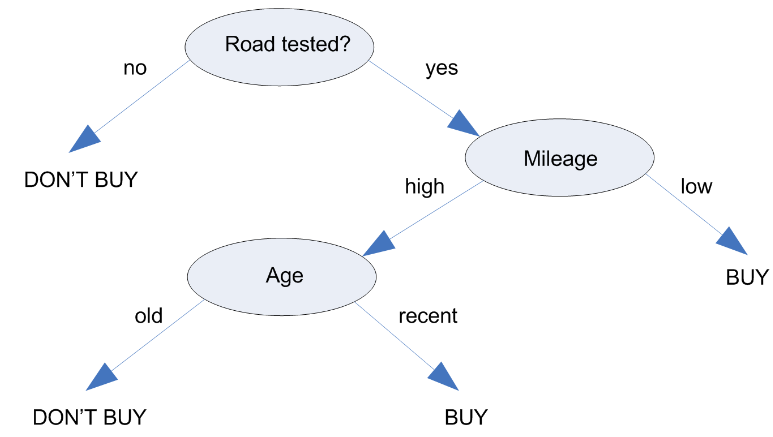 Road tested?
no
yes
Mileage
DON’T BUY
high
low
Age
BUY
old
recent
DON’T BUY
BUY